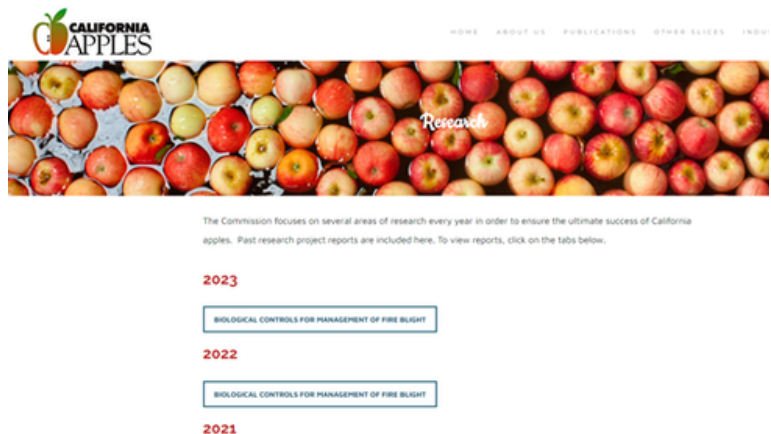 CALIFORNIA
APPLES
HOME ABOUT US PUBLICATIONS OTHER SLICES
Research
The Commission focuses on several areas of research every year in order to ensure the ultimate success of California
apples. Past research project reports are included here. To view reports, click on the tabs below.
2023
BIOLOGICAL CONTROLS FOR MANAGEMENT OF FIRE BLIGHT
2022
BIOLOGICAL CONTROLS FOR MANAGEMENT OF FIRE BLIGHT
2021